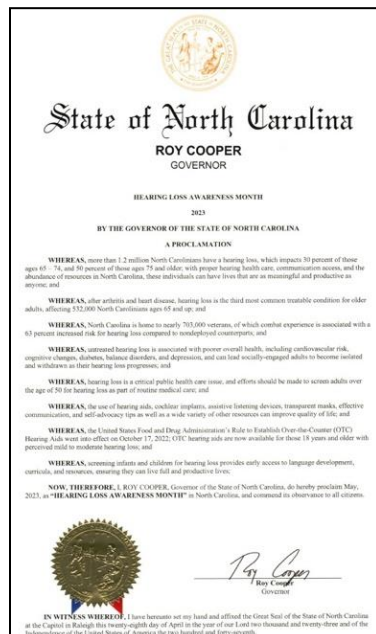 State of North Carolina
ROY COOPER
GOVERNOR
HEARING LOSS AWARENESS MONTH
2023
BY THE GOVERNOR OF THE STATE OF NORTH CAROLINA
A PROCLAMATION
WHEREAS, more than 1.2 million North Carolinians have a hearing loss, which impacts 30 percent of those
ages 65 – 74, and 50 percent of those ages 75 and older; with proper hearing health care, communication access, and the
abundance of resources in North Carolina, these individuals can have lives that are as meaningful and productive as
anyone; and
WHEREAS, after arthritis and heart disease, hearing loss is the third most common treatable condition for older
adults, affecting 532,000 North Carolinians ages 65 and up; and
WHEREAS, North Carolina is home to nearly 703,000 veterans, of which combat experience is associated with a
63 percent increased risk for hearing loss compared to nondeployed counterparts; and
WHEREAS, untreated hearing loss is associated with poorer overall health, including cardiovascular risk,
cognitive changes, diabetes, balance disorders, and depression, and can lead socially-engaged adults to become isolated
and withdrawn as their hearing loss progresses; and
WHEREAS, hearing loss is a critical public health care issue, and efforts should be made to screen adults over
the age of 50 for hearing loss as part of routine medical care; and
WHEREAS, the use of hearing aids, cochlear implants, assistive listening devices, transparent masks, effective
communication, and self-advocacy tips as well as a wide variety of other resources can improve quality of life; and
WHEREAS, the United States Food and Drug Administration's Rule to Establish Over-the-Counter (OTC)
Hearing Aids went into effect on October 17, 2022; OTC hearing aids are now available for those 18 years and older with
perceived mild to moderate hearing loss; and
WHEREAS, screening infants and children for hearing loss provides early access to language development,
curricula, and resources, ensuring they can live full and productive lives;
NOW, THEREFORE, I, ROY COOPER, Governor of the State of North Carolina, do hereby proclaim May,
2023, as "HEARING LOSS AWARENESS MONTH" in North Carolina, and commend its observance to all citizens.
Roy Cooper
Roy Cooper
Governor
IN WITNESS WHEREOF, I have hereunto set my hand and affixed the Great Seal of the State of North Carolina
at the Capitol in Raleigh this twenty-eighth day of April in the year of our Lord two thousand and twenty-three and of the
Independence of the United States of America the two hundred and forty-seventh.